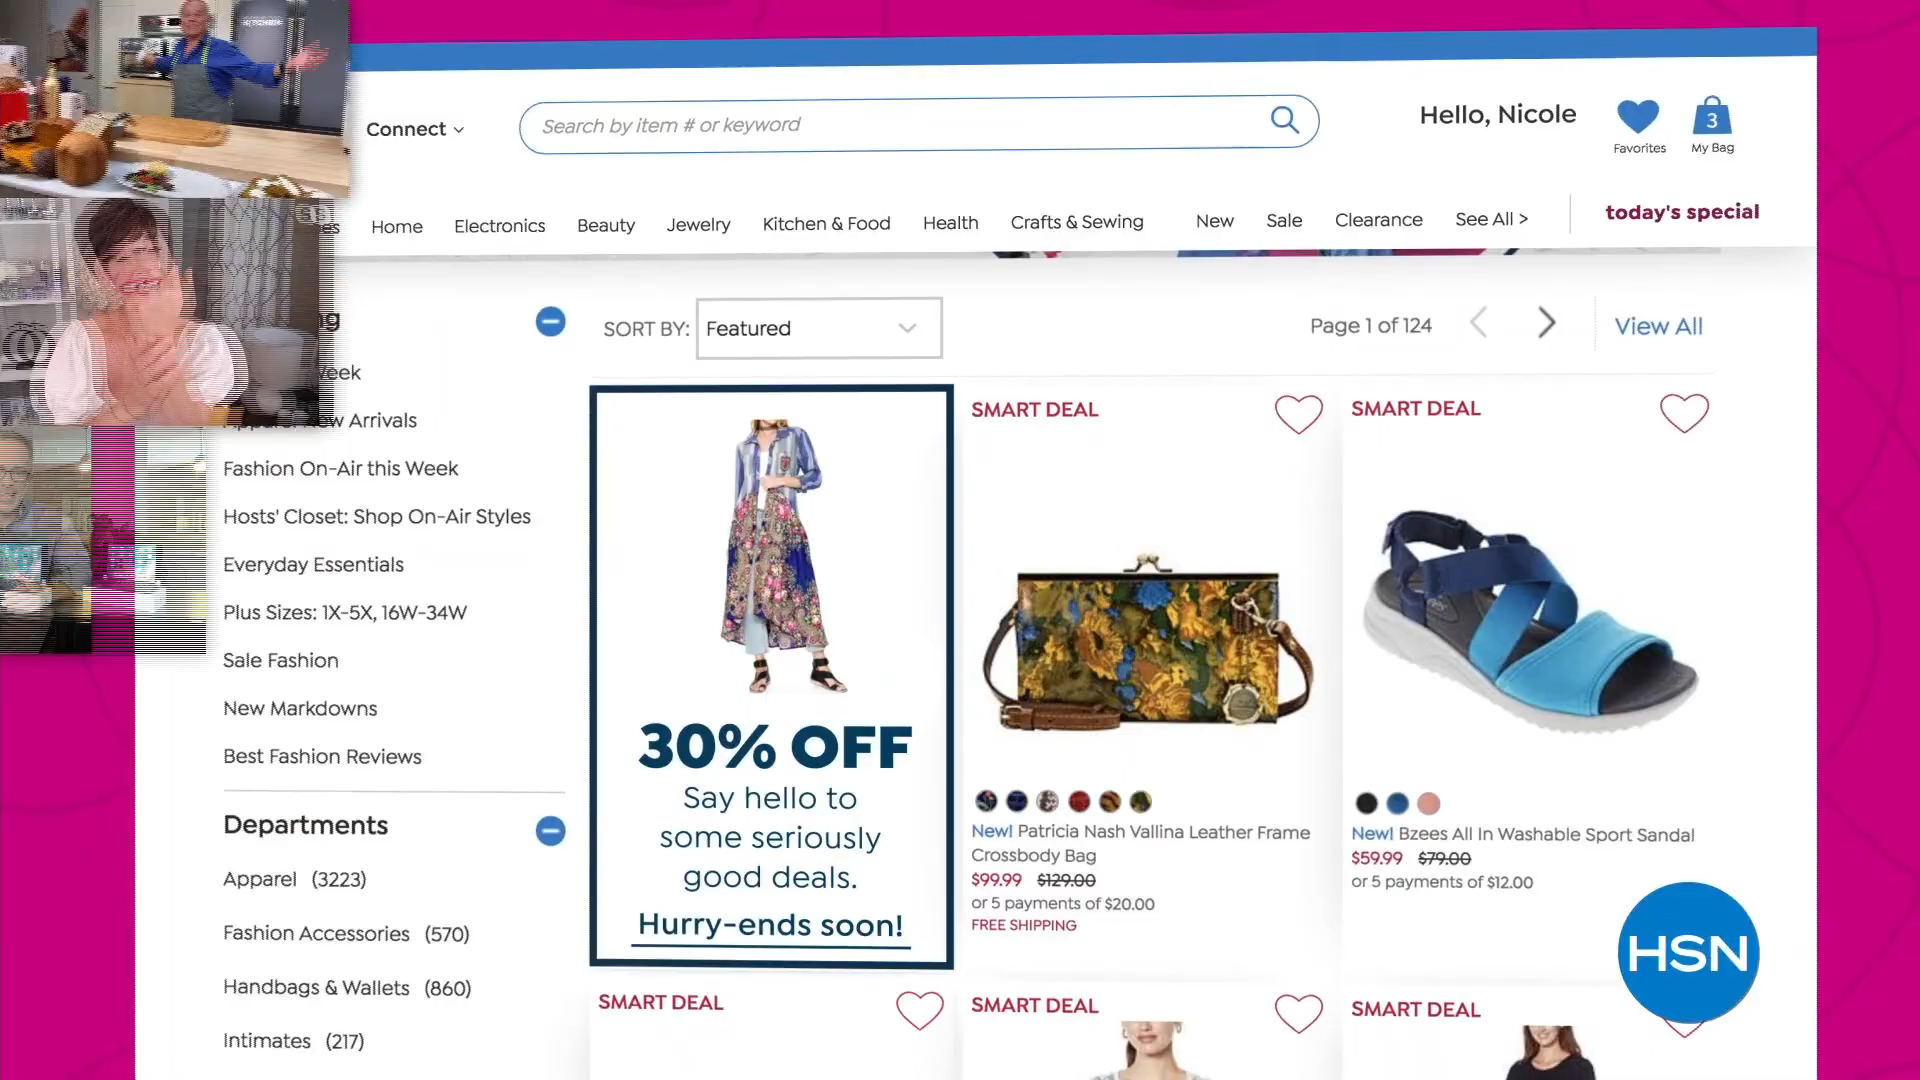 KITCHEN
Connect
Search by item # or keyword
Hello, Nicole
3
Favorites
My Bag
Home
Electronics
Beauty
Jewelry
Kitchen & Food
Health
Crafts & Sewing
New
Sale
Clearance
See All >
today's special
SORT BY:
Featured
Page 1 of 124
View All
Fashion On-Air this Week
Hosts' Closet: Shop On-Air Styles
Everyday Essentials
Plus Sizes: 1X-5X, 16W-34W
Sale Fashion
New Markdowns
Best Fashion Reviews
Departments
Apparel (3223)
Fashion Accessories (570)
Handbags & Wallets (860)
Intimates (217)
30% OFF
Say hello to
some seriously
good deals.
Hurry-ends soon!
SMART DEAL
New! Patricia Nash Vallina Leather Frame
Crossbody Bag
$99.99 $129.00
or 5 payments of $20.00
FREE SHIPPING
SMART DEAL
New! Bzees All In Washable Sport Sandal
$59.99 $79.00
or 5 payments of $12.00
SMART DEAL
SMART DEAL
SMART DEAL
HSN